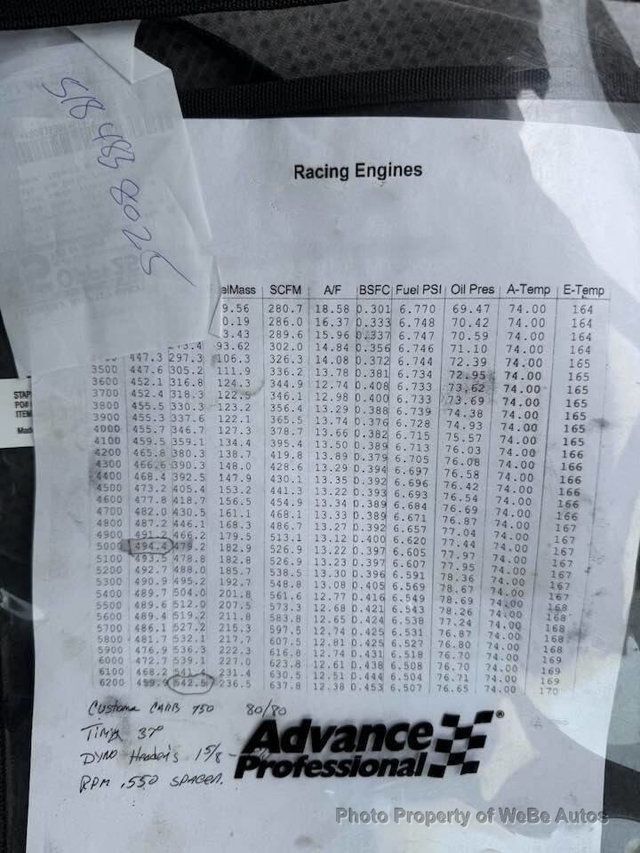 518 483 8025
Racing Engines
elMass SCFM A/F BSFC Fuel PSI Oil Pres A-Temp E-Temp
9.56 280.7 18.58 0.301 6.770 69.47 74.00 164
0.19 286.0 16.37 0.333 6.748 70.42 74.00 164
3.43 289.6 15.96 0.337 6.747 70.59 74.00 164
93.62 302.0 14.84 0.356 6.746 71.10 74.00 164
447.3 297.3 106.3 326.3 14.08 0.372 6.744 72.39 74.00 165
3500 447.6 305.2 111.9 336.2 13.78 0.381 6.734 72.95 74.00 165
3600 452.1 316.8 124.3 344.9 12.74 0.408 6.733 73.62 74.00 165
3700 452.4 318.3 122.5 346.1 12.98 0.400 6.733 73.69 74.00 165
3800 455.5 330.3 123.2 356.4 13.29 0.388 6.739 74.38 74.00 165
3900 455.3 337.6 122.1 365.5 13.74 0.376 6.728 74.93 74.00 165
4000 455.7 346.7 127.3 378.7 13.66 0.382 6.715 75.57 74.00 165
4100 459.5 359.1 134.4 395.4 13.50 0.389 6.713 76.03 74.00 166
4200 465.8 380.3 139.7 419.8 13.89 0.379 6.705 76.08 74.00 166
4300 466.6 390.3 148.0 428.6 13.29 0.394 6.697 76.58 74.00 166
4400 468.4 392.5 147.9 430.1 13.35 0.392 6.696 76.42 74.00 166
4500 473.2 405.4 153.2 441.3 13.22 0.393 6.693 76.54 74.00 166
4600 477.8 418.7 156.5 454.9 13.34 0.389 6.684 76.69 74.00 166
4700 482.0 430.5 161.1 468.1 13.33 0.389 6.671 76.87 74.00 166
4800 487.2 446.1 168.3 486.7 13.27 0.392 6.657 77.04 74.00 166
4900 491.2 466.2 179.5 513.1 13.12 0.400 6.620 77.44 74.00 167
5000 494.4 479.2 182.9 526.9 13.22 0.397 6.605 77.97 74.00 167
5100 493.5 478.8 182.8 526.9 13.23 0.397 6.607 77.95 74.00 167
5200 492.7 488.0 185.7 538.5 13.30 0.396 6.591 78.36 74.00 167
5300 490.9 495.2 192.7 548.8 13.08 0.405 6.569 78.67 74.00 167
5400 489.7 504.0 201.8 561.6 12.77 0.416 6.549 78.69 74.00 167
5500 489.6 512.0 207.5 573.3 12.68 0.421 6.543 78.26 74.00 168
5600 489.4 519.2 211.8 583.8 12.65 0.424 6.538 77.24 74.00 168
5700 486.1 527.2 216.3 597.5 12.74 0.425 6.531 76.87 74.00 168
5800 481.7 532.1 217.7 607.5 12.81 0.425 6.527 76.80 74.00 168
5900 476.9 536.3 222.3 616.8 12.74 0.431 6.518 76.70 74.00 169
6000 472.7 539.1 227.0 623.8 12.61 0.438 6.508 76.70 74.00 169
6100 468.2 231.4 630.5 12.51 0.444 6.504 76.71 74.00 169
6200 459.9 542.5 236.5 637.8 12.38 0.453 6.507 76.65 74.00 170
Custome CARB 750 80/80
Timg 37°
DYNO Headers 1 5/8 -
RPM .550 SPACER.
Advance
Professional
®
Photo Property of WeBe Autos